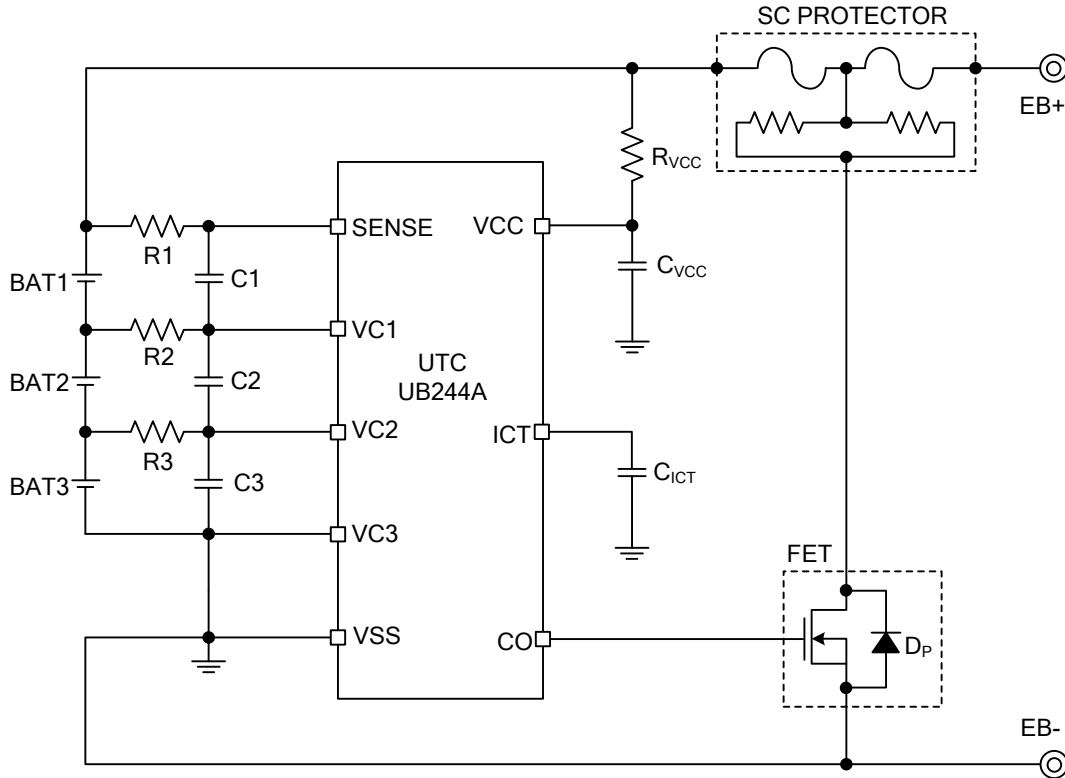 SC PROTECTOR
EB+
RVCC
SENSE
VCC
R1
BAT1
C1
CVCC
VC1
R2
UTC
UB244A
BAT2
C2
VC2
ICT
R3
BAT3
C3
CICT
VC3
FET
VSS
CO
DP
EB-